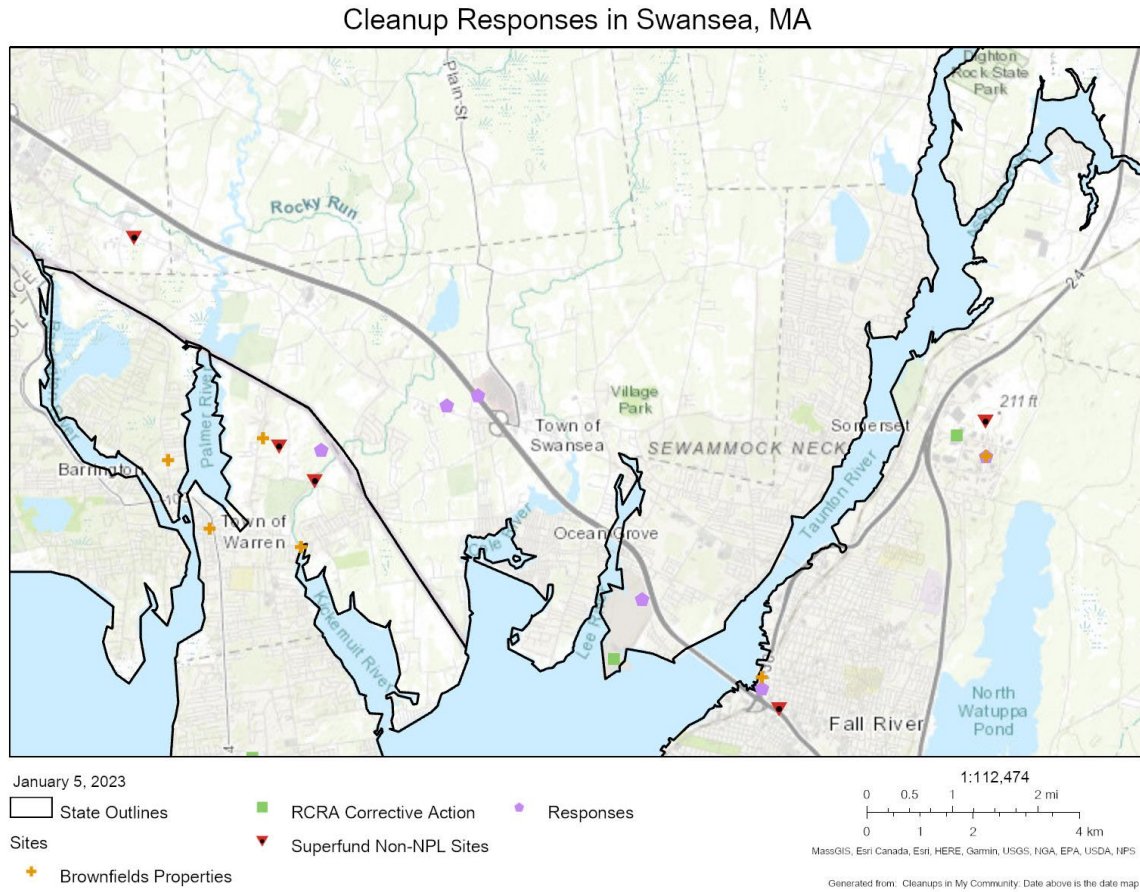 Cleanup Responses in Swansea, MA
Dighton
Rock State
Park
Plain St
Rocky Run
24
Palmer River
Barrington
Village
Park
Town of
Swansea
SEWAMMOCK NECK
Somerset
211 ft
Taunton River
Town of
Warren
Cole River
Ocean Grove
Kickemuit River
Lee River
Fall River
North
Watuppa
Pond
January 5, 2023
State Outlines
Sites
Brownfields Properties
RCRA Corrective Action
Superfund Non-NPL Sites
Responses
1:112,474
0 0.5 1 2 mi
0 1 2 4 km
MassGIS, Esri Canada, Esri, HERE, Garmin, USGS, NGA, EPA, USDA, NPS
Generated from: Cleanups in My Community: Date above is the date map